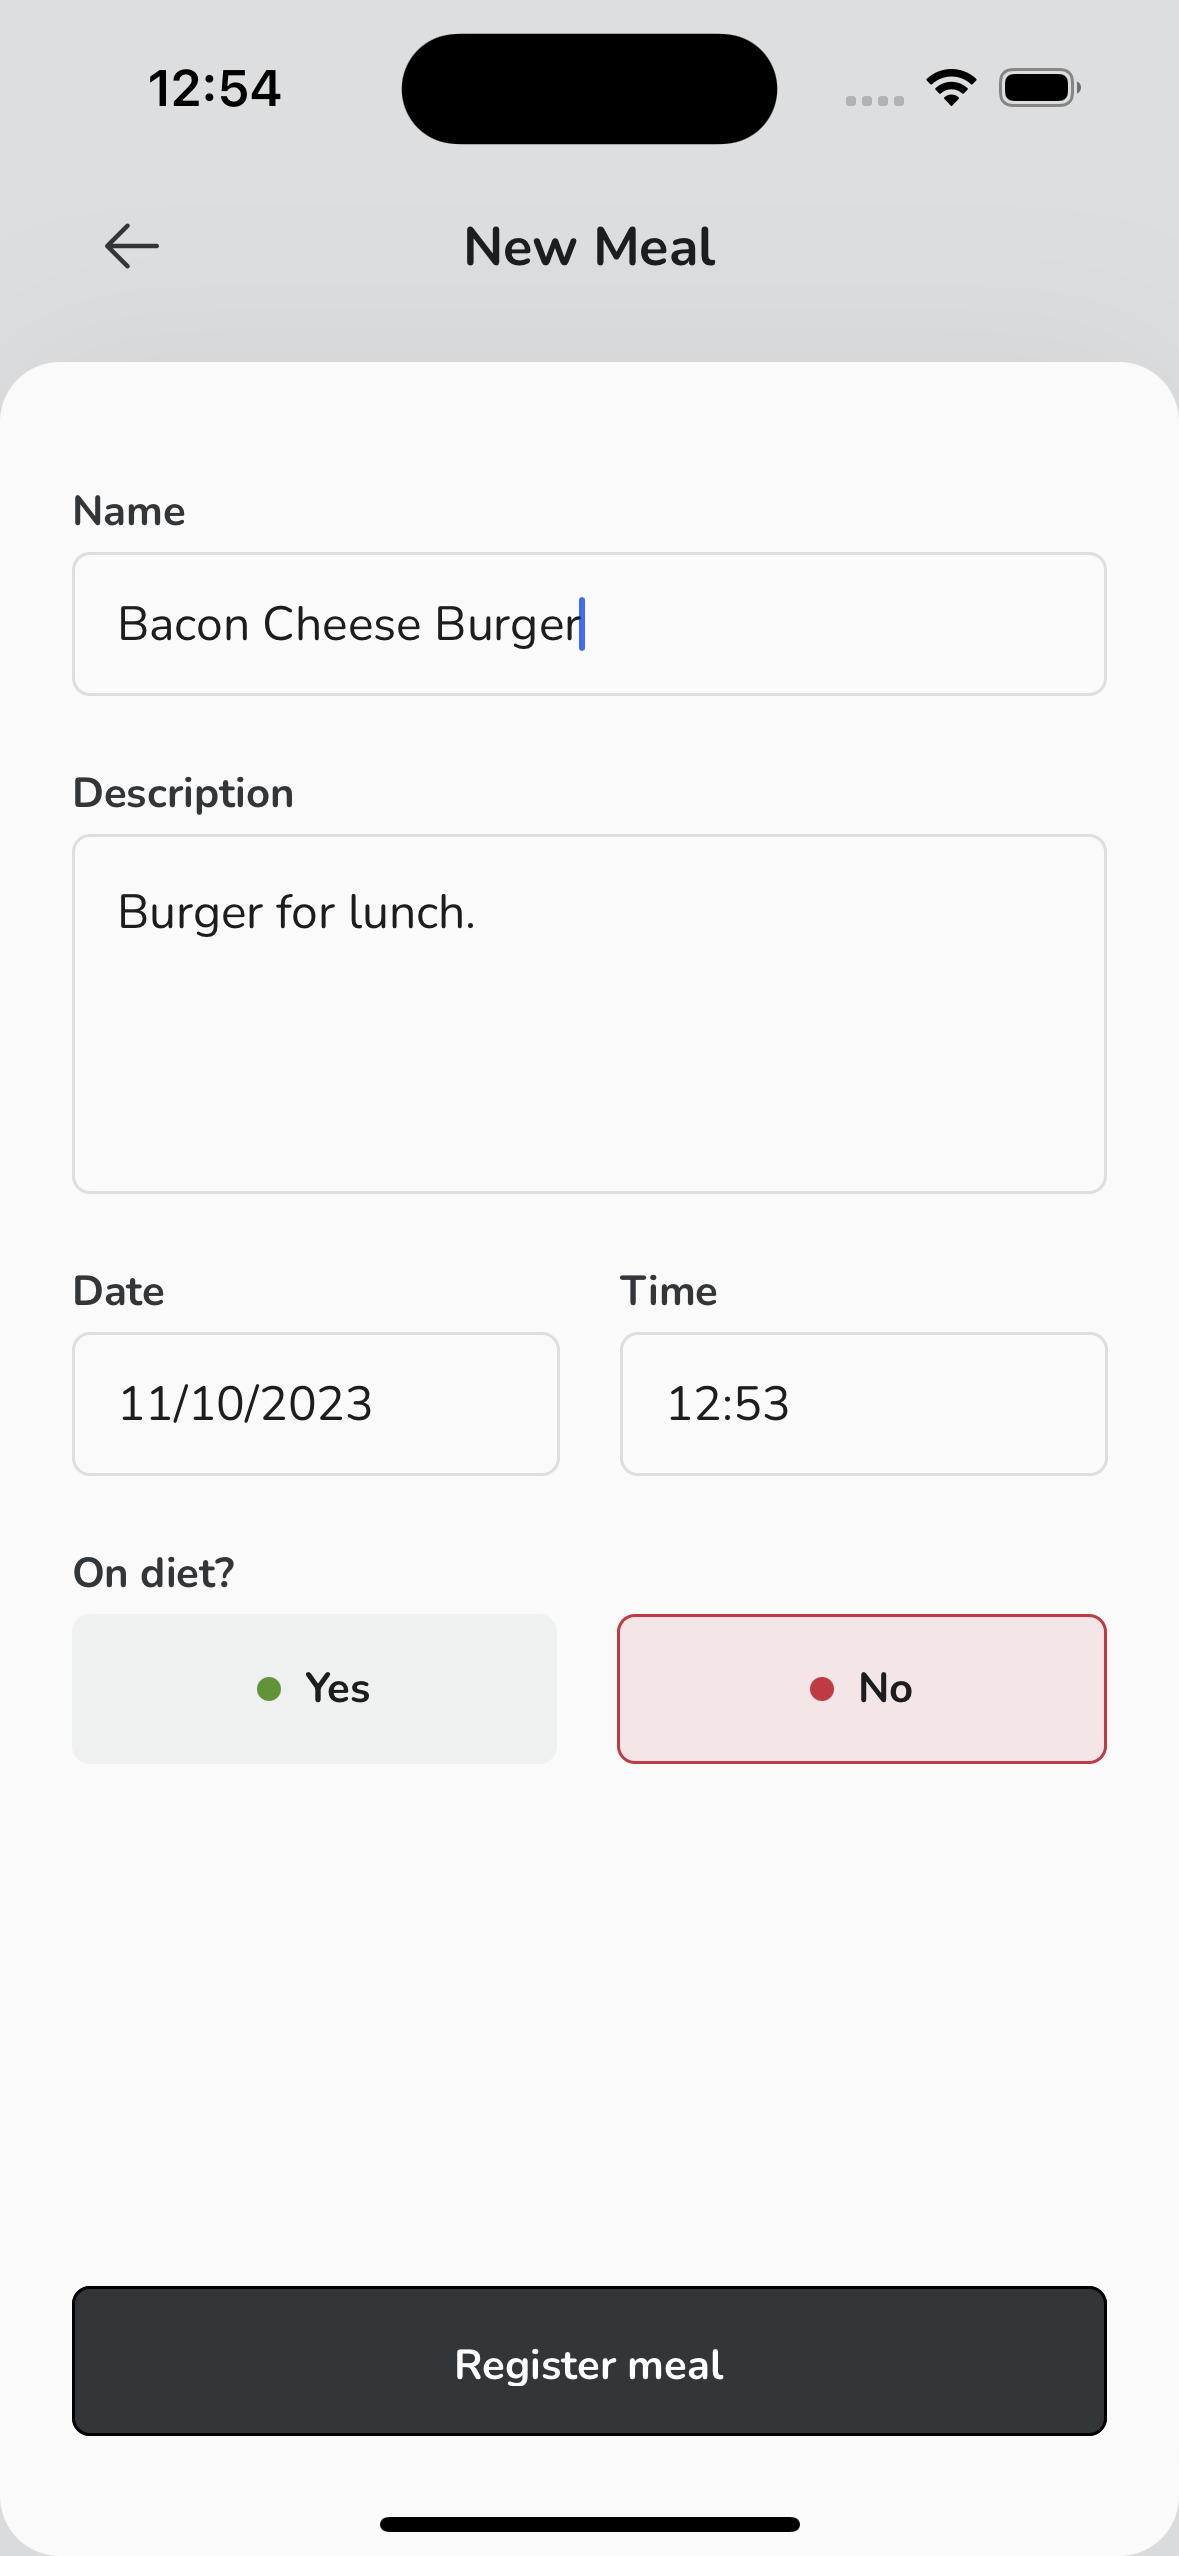 12:54
New Meal
Name
Bacon Cheese Burger
Description
Burger for lunch.
Date
Time
11/10/2023
12:53
On diet?
Yes
No
Register meal